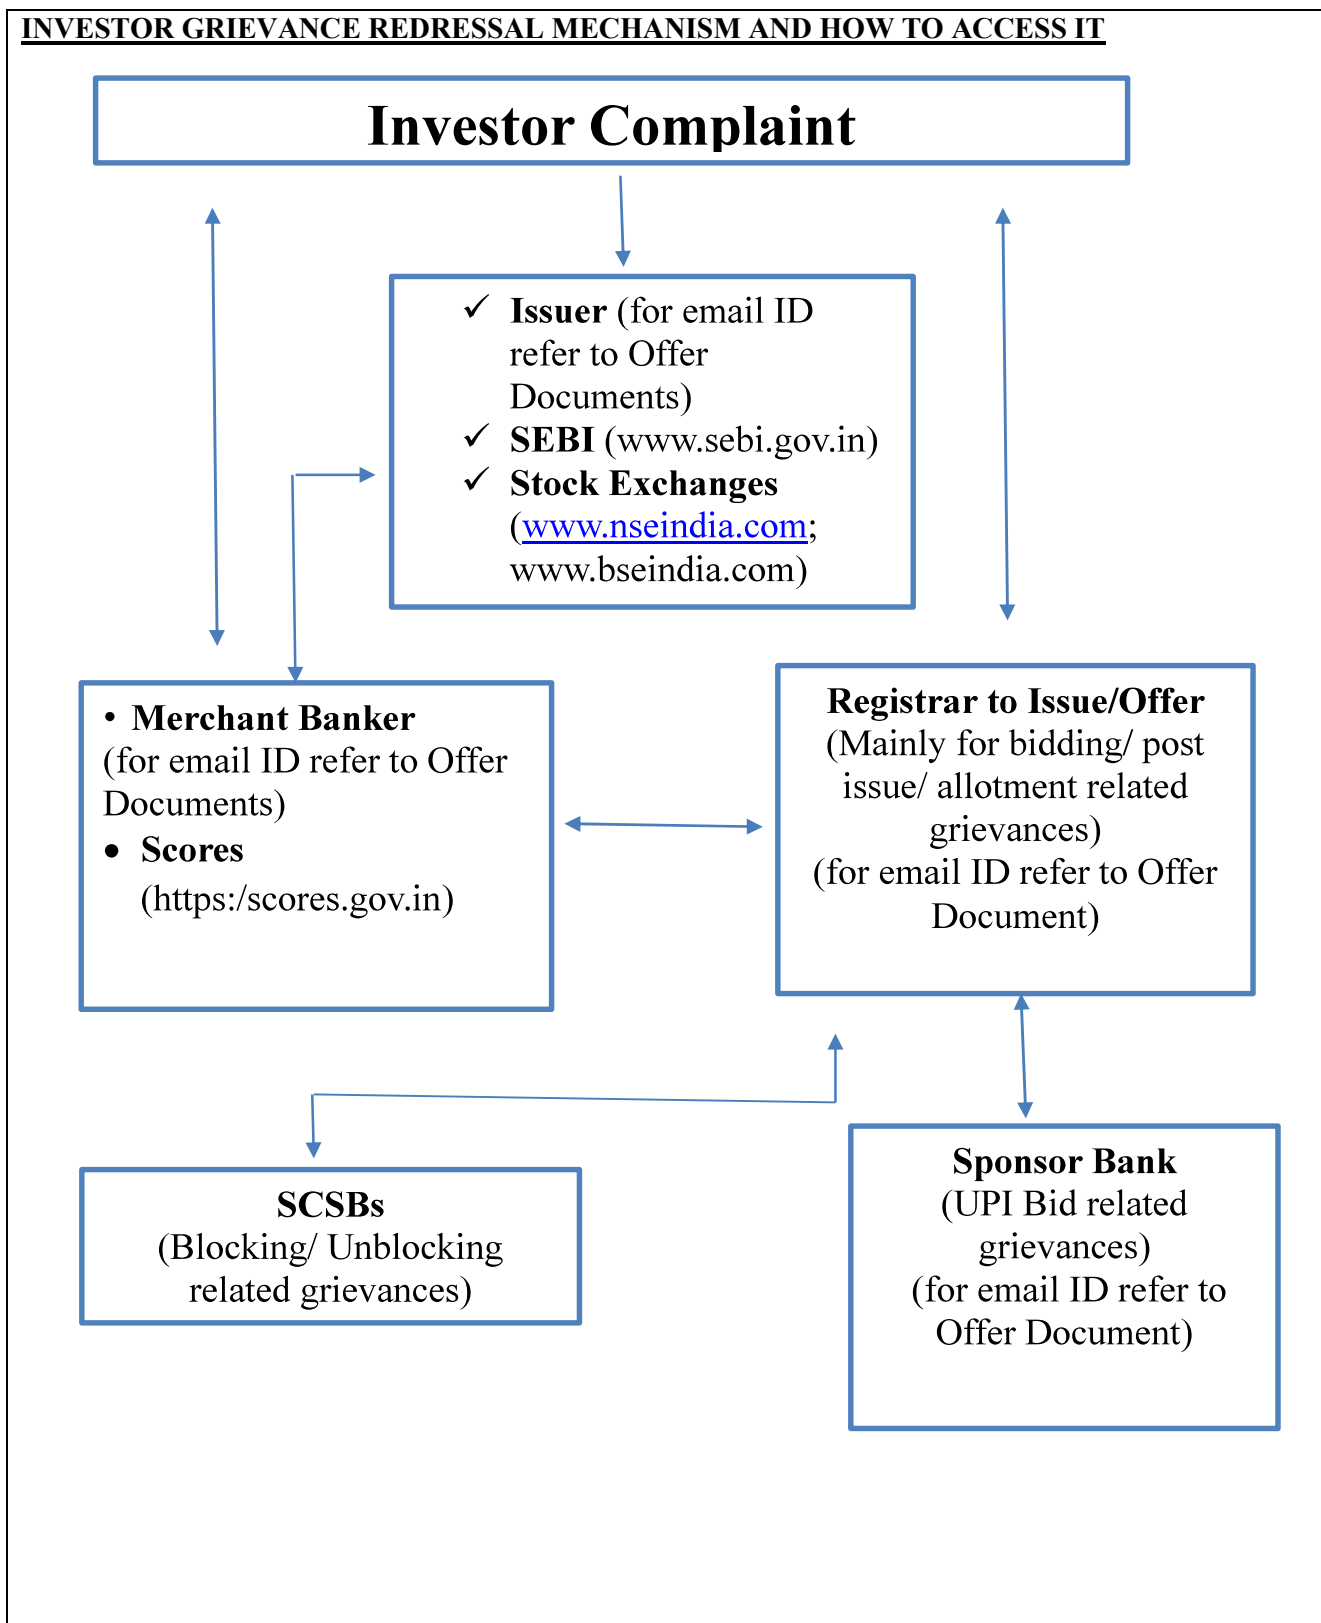 INVESTOR GRIEVANCE REDRESSAL MECHANISM AND HOW TO ACCESS IT
Investor Complaint
✓ Issuer (for email ID
refer to Offer
Documents)
✓ SEBI (www.sebi.gov.in)
✓ Stock Exchanges
(www.nseindia.com;
www.bseindia.com)
• Merchant Banker
(for email ID refer to Offer
Documents)
• Scores
(https:/scores.gov.in)
Registrar to Issue/Offer
(Mainly for bidding/ post
issue/ allotment related
grievances)
(for email ID refer to Offer
Document)
SCSBs
(Blocking/ Unblocking
related grievances)
Sponsor Bank
(UPI Bid related
grievances)
(for email ID refer to
Offer Document)